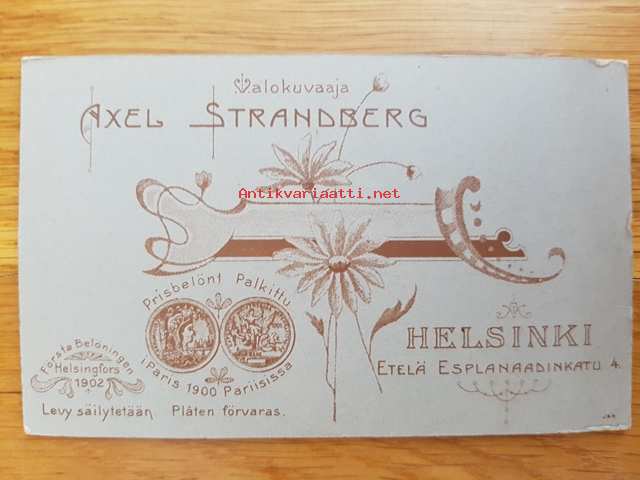 Valokuvaaja
AXEL STRANDBERG
Antikvariaatti.net
Prisbelönt Palkittu
i Paris 1900 Pariisissa
Första Belöningen
Helsingfors
1902
HELSINKI
ETELÄ ESPLANAADINKATU 4.
Levy säilytetään Plåten förvaras.